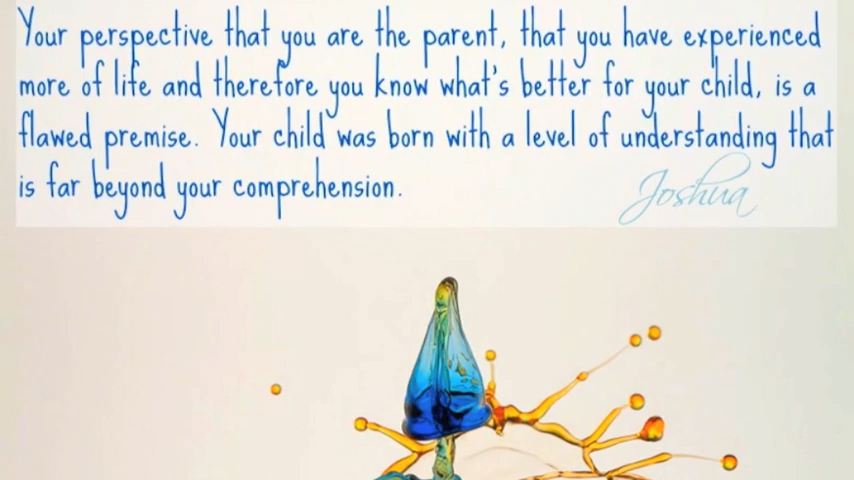 Your perspective that you are the parent, that you have experienced
more of life and therefore you know what's better for your child, is a
flawed premise. Your child was born with a level of understanding that
is far beyond your comprehension.
Joshua